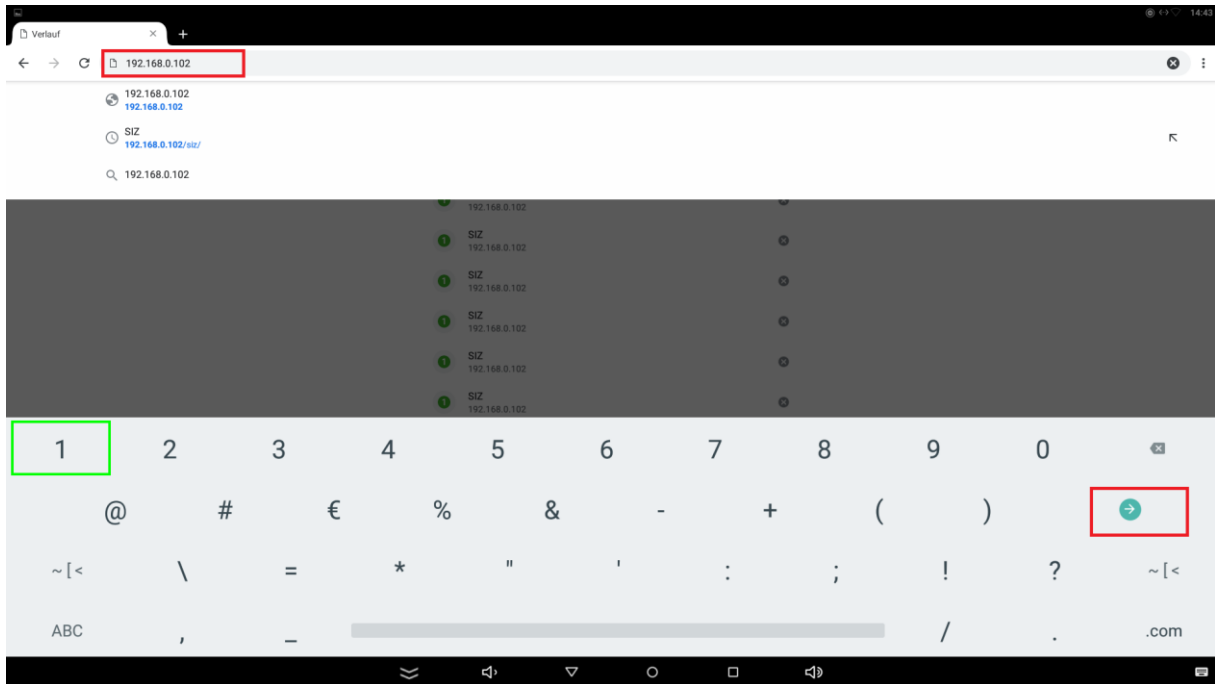 14:43
Verlauf
192.168.0.102
192.168.0.102
192.168.0.102
SIZ
192.168.0.102/siz/
192.168.0.102
192.168.0.102
SIZ
192.168.0.102
SIZ
192.168.0.102
SIZ
192.168.0.102
SIZ
192.168.0.102
SIZ
192.168.0.102
1 2 3 4 5 6 7 8 9 0
@ # € % & - + ( )
~ [ < \ = * " ' : ; ! ? ~ [ <
ABC , _ / . .com